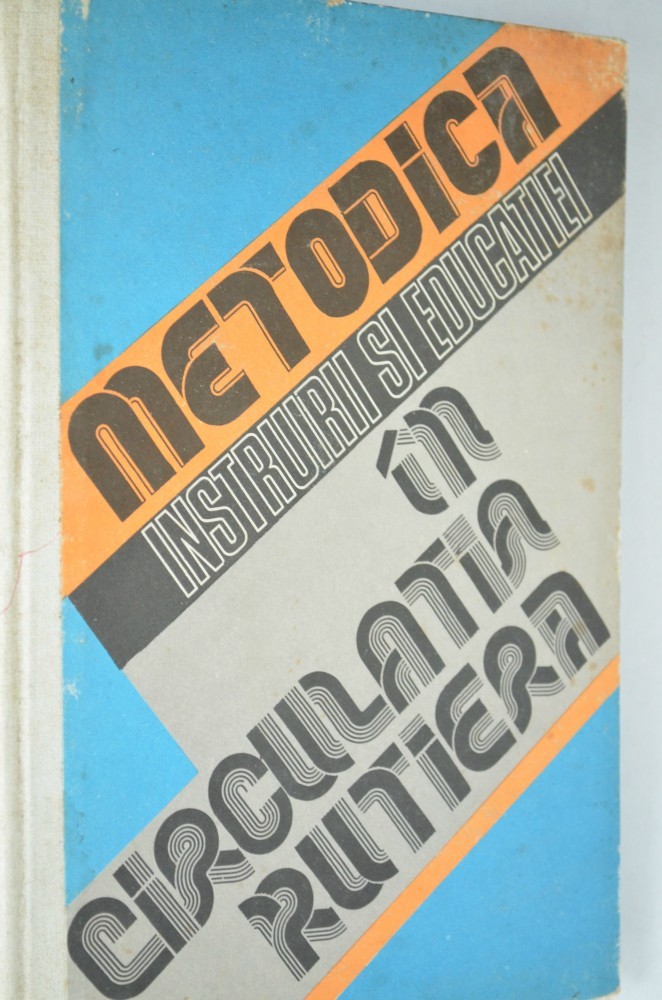 METODICA
INSTRUIRII SI EDUCATIEI
în
CIRCULATIA
RUTIERA